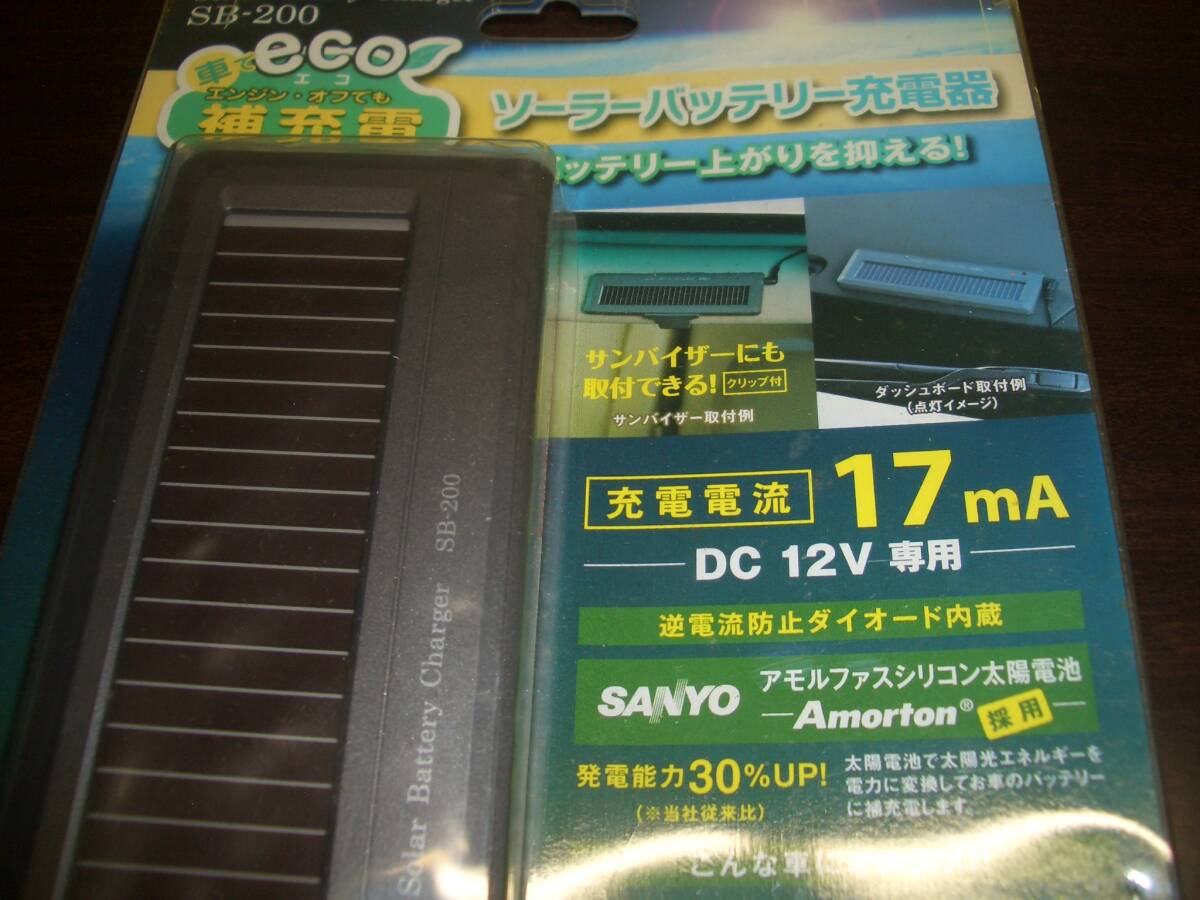 SB-200
車で eco
エコ
エンジン・オフでも
補充電
ソーラーバッテリー充電器
バッテリー上がりを抑える!
サンバイザーにも
取付できる! クリップ付
サンバイザー取付例
ダッシュボード取付例
(点灯イメージ)
充電電流 17mA
DC 12V 専用
逆電流防止ダイオード内蔵
SANYO アモルファスシリコン太陽電池
Amorton® 採用
発電能力30%UP!
(※当社従来比)
太陽電池で太陽光エネルギーを
電力に変換してお車のバッテリー
に補充電します。
どんな車に
Solar Battery Charger SB-200